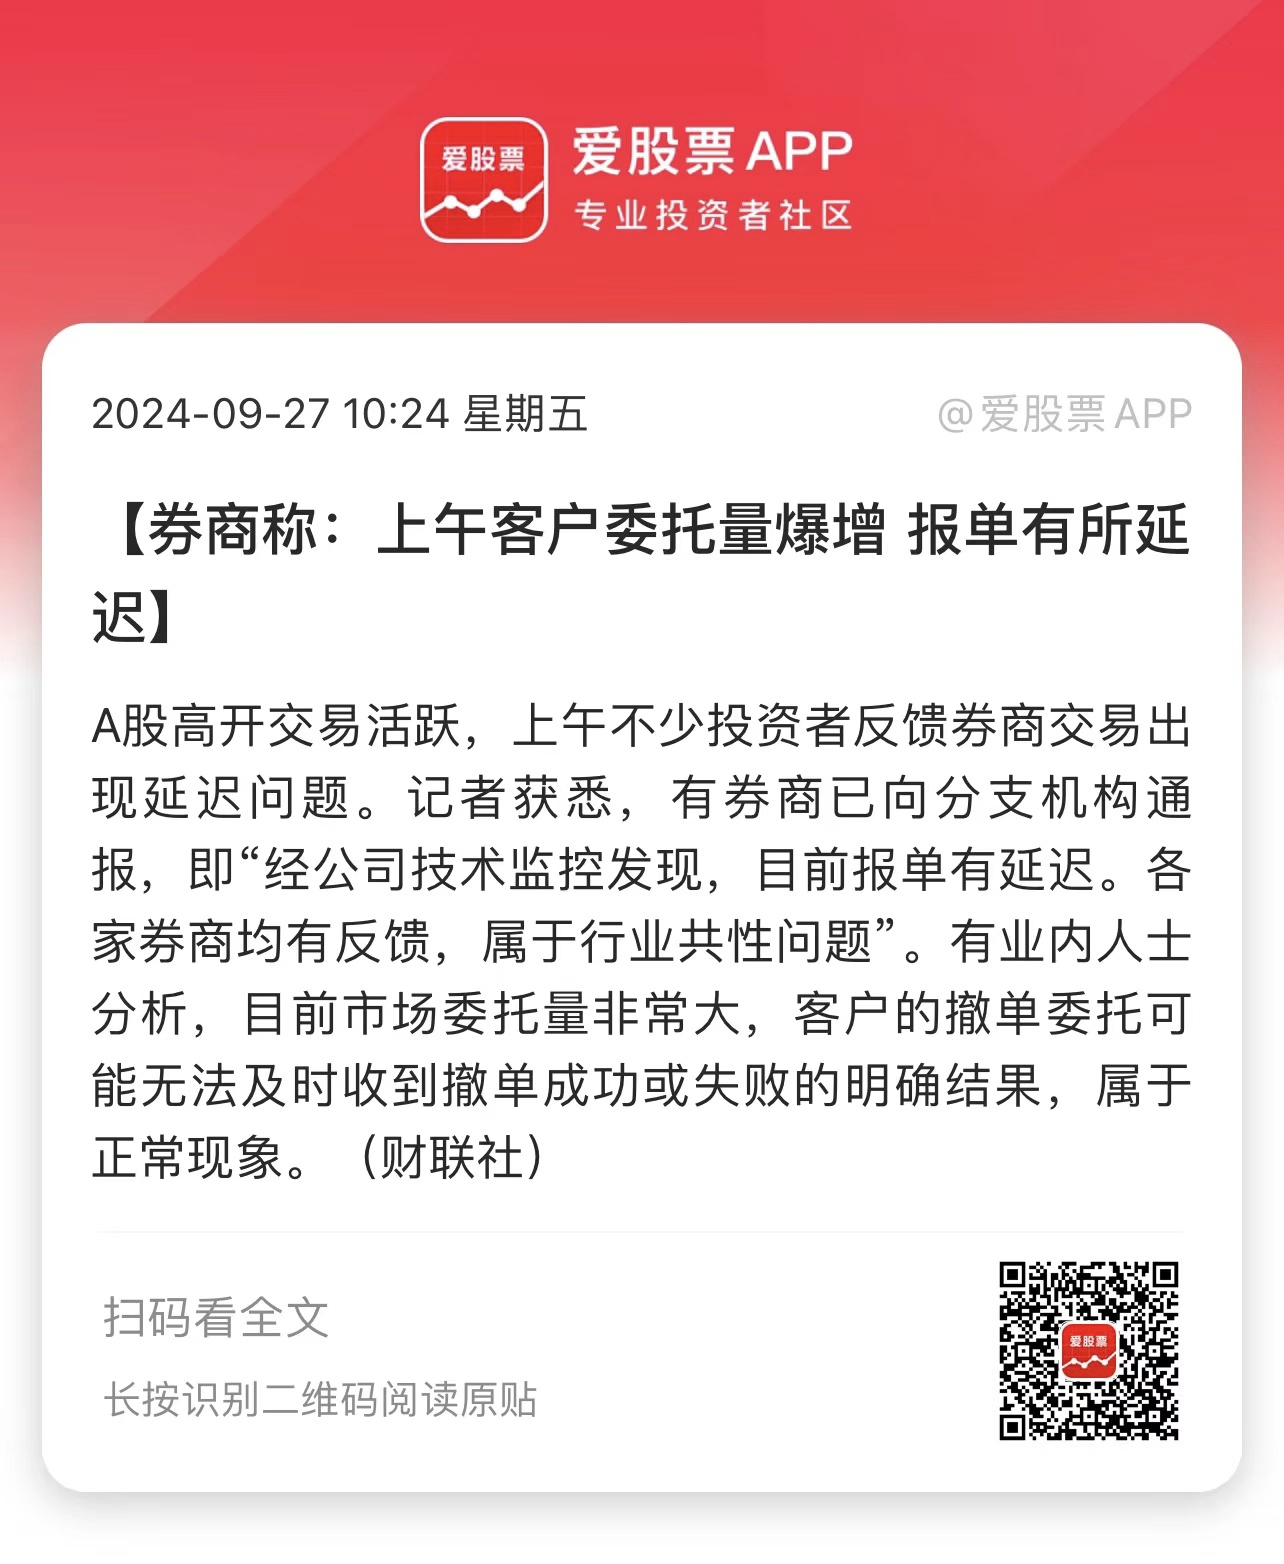 爱股票
爱股票APP
专业投资者社区
2024-09-27 10:24 星期五
@爱股票APP
【券商称：上午客户委托量爆增 报单有所延
迟】
A股高开交易活跃，上午不少投资者反馈券商交易出
现延迟问题。记者获悉，有券商已向分支机构通
报，即“经公司技术监控发现，目前报单有延迟。各
家券商均有反馈，属于行业共性问题”。有业内人士
分析，目前市场委托量非常大，客户的撤单委托可
能无法及时收到撤单成功或失败的明确结果，属于
正常现象。（财联社）
扫码看全文
长按识别二维码阅读原贴
爱股票